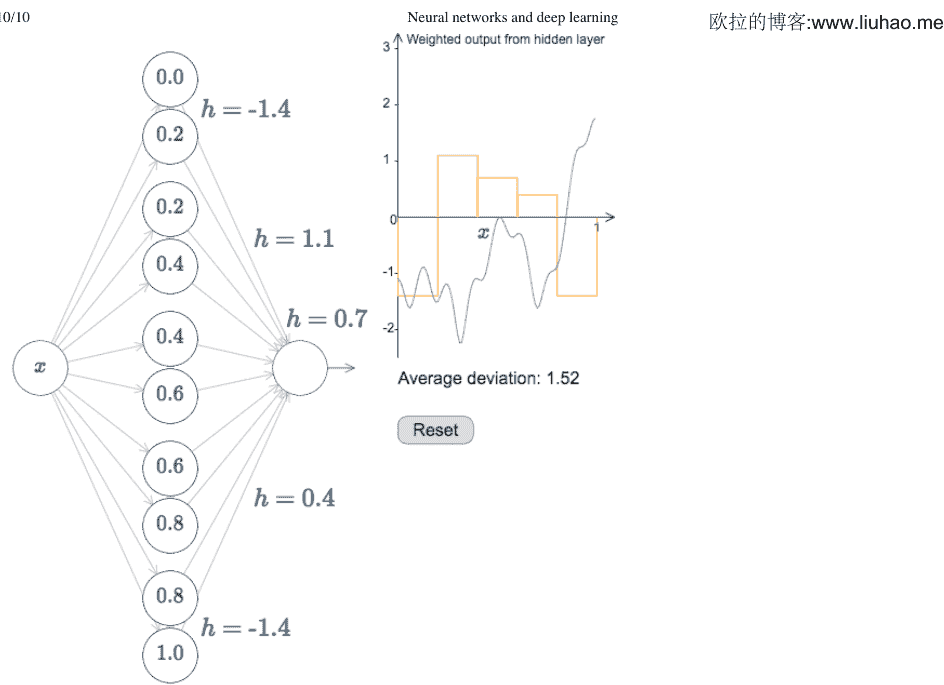 10/10
Neural networks and deep learning
欧拉的博客:www.liuhao.me
0.0
h = -1.4
0.2
0.2
h = 1.1
0.4
h = 0.7
0.4
x
0.6
0.6
h = 0.4
0.8
0.8
h = -1.4
1.0
Weighted output from hidden layer
3
2
1
0
x
1
-1
-2
Average deviation: 1.52
Reset